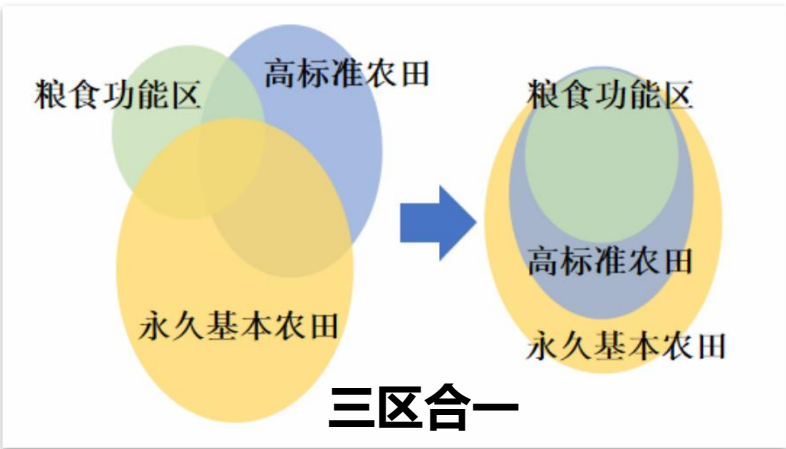 粮食功能区
高标准农田
永久基本农田
粮食功能区
高标准农田
永久基本农田
三区合一